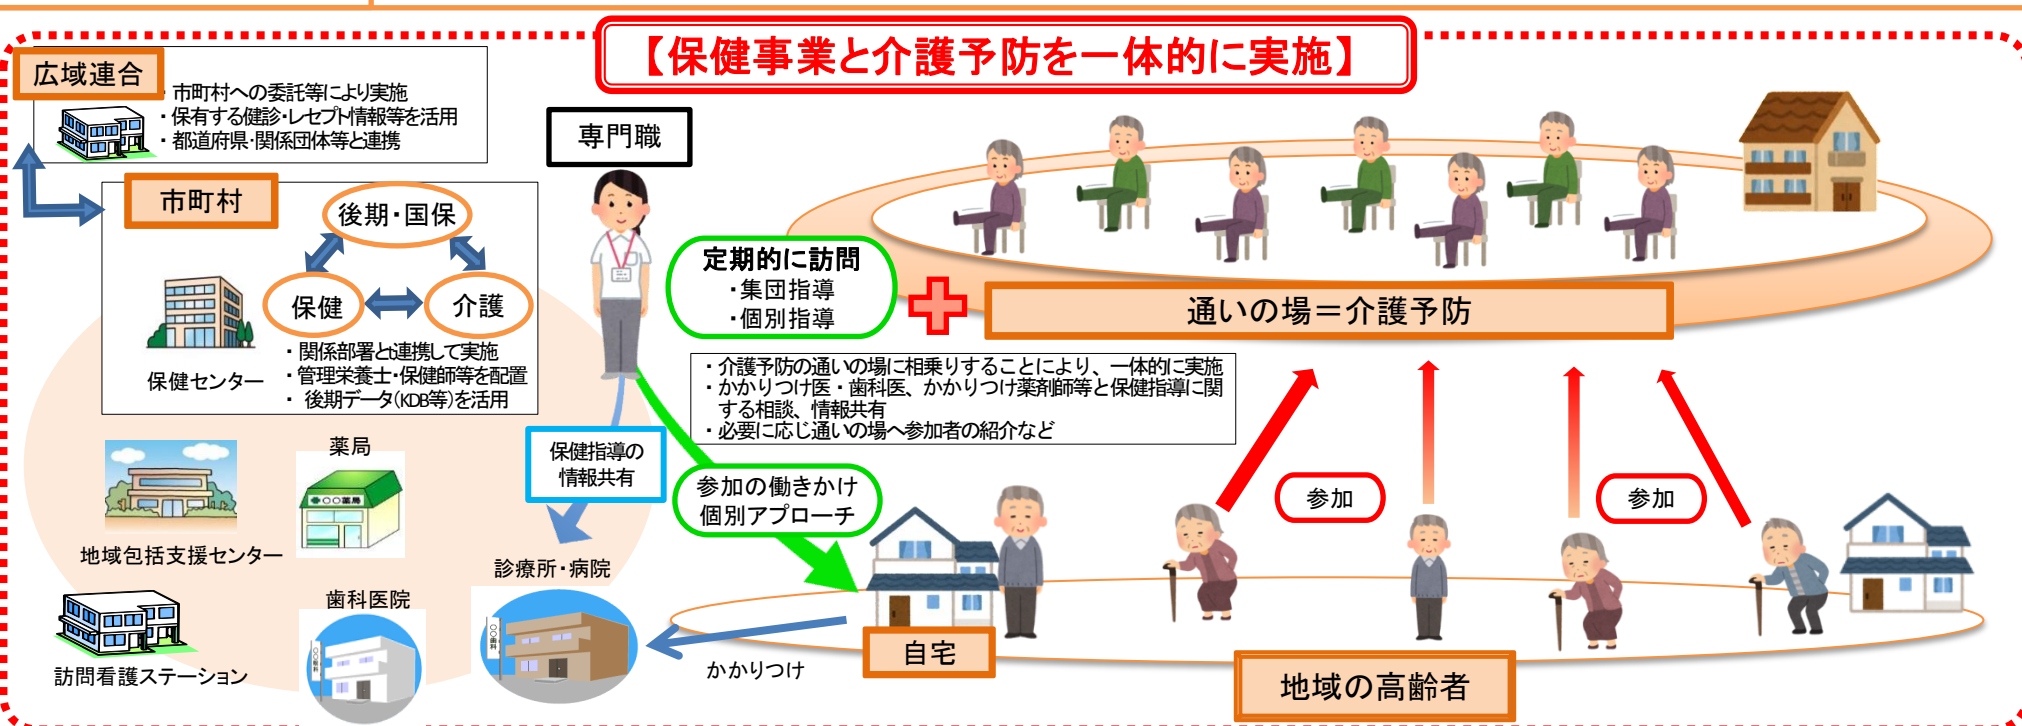 【保健事業と介護予防を一体的に実施】
広域連合
・市町村への委託等により実施
・保有する健診・レセプト情報等を活用
・都道府県・関係団体等と連携
市町村
後期・国保
保健
介護
保健センター
・関係部署と連携して実施
・管理栄養士・保健師等を配置
・後期データ(KDB等)を活用
専門職
定期的に訪問
・集団指導
・個別指導
通いの場＝介護予防
・介護予防の通いの場に相乗りすることにより、一体的に実施
・かかりつけ医・歯科医、かかりつけ薬剤師等と保健指導に関
する相談、情報共有
・必要に応じ通いの場へ参加者の紹介など
保健指導の
情報共有
参加の働きかけ
個別アプローチ
参加
参加
地域包括支援センター
薬局
〇〇薬局
訪問看護ステーション
歯科医院
〇〇歯科
診療所・病院
〇〇歯科
かかりつけ
自宅
地域の高齢者